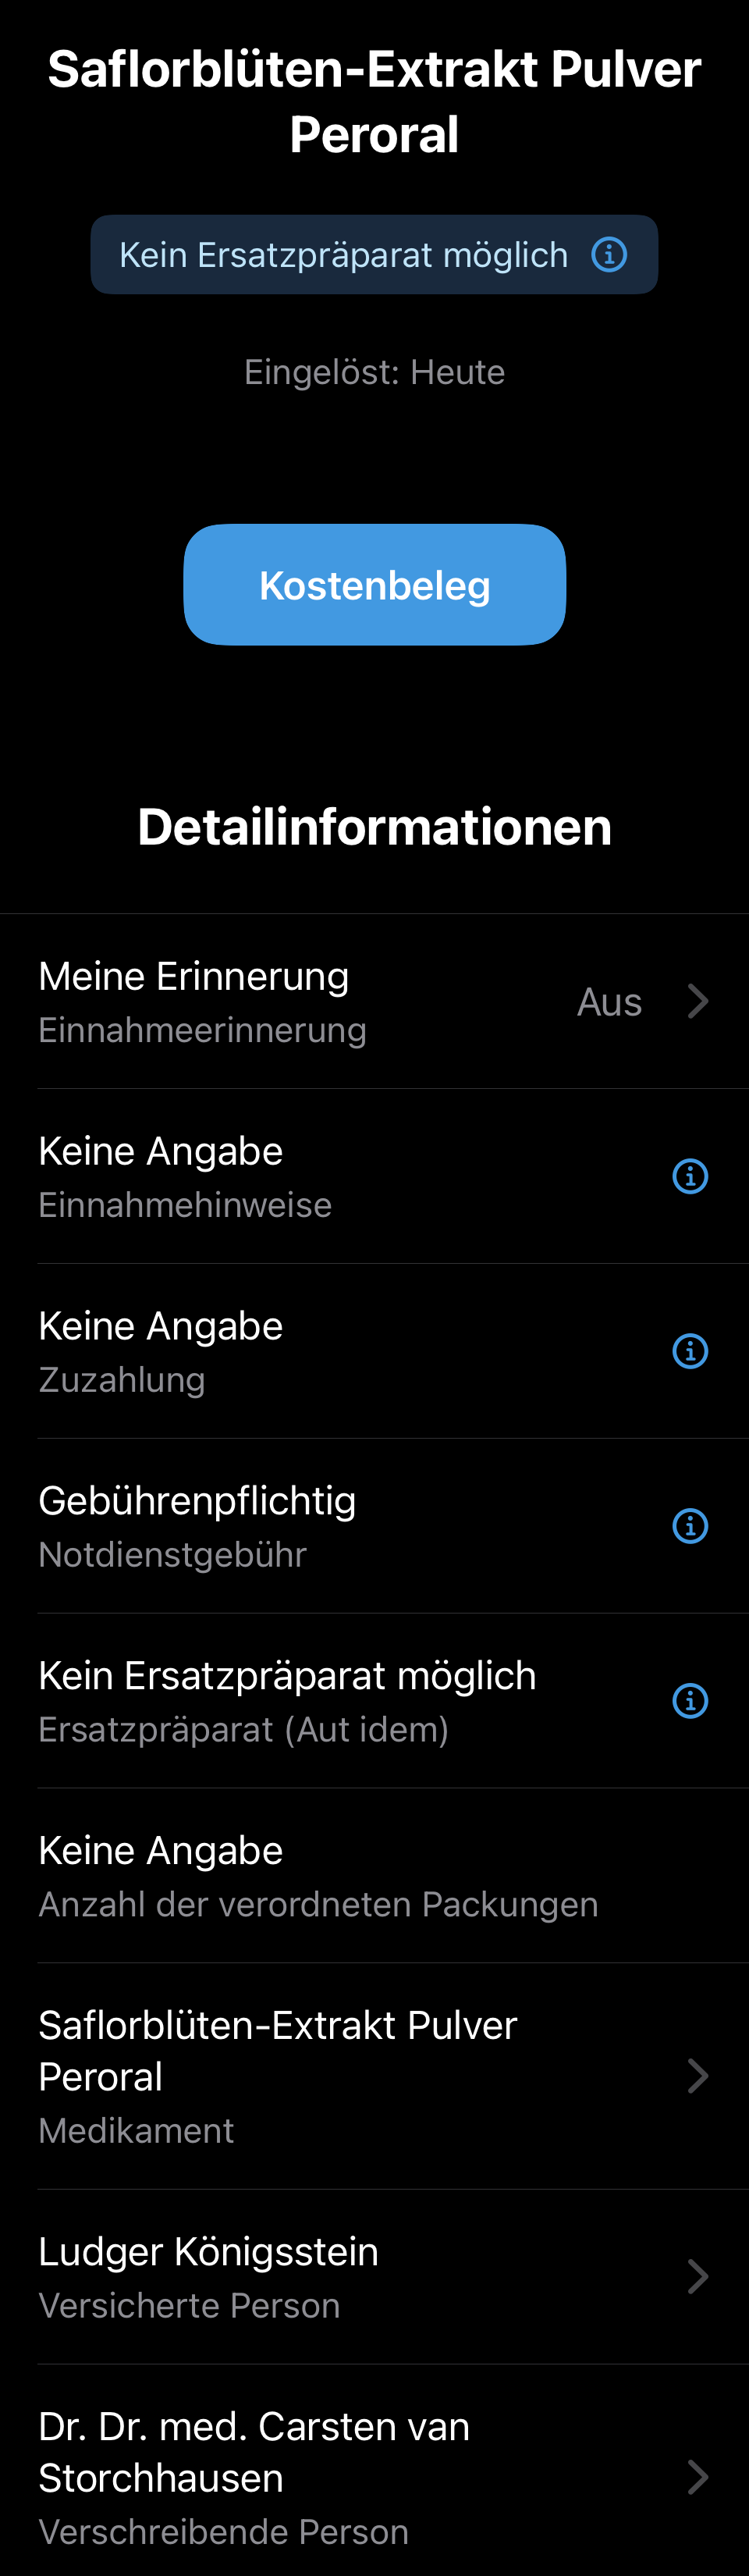 Saflorblüten-Extrakt Pulver
Peroral
Kein Ersatzpräparat möglich
Eingelöst: Heute
Kostenbeleg
Detailinformationen
Meine Erinnerung
Einnahmeerinnerung
Aus
Keine Angabe
Einnahmehinweise
Keine Angabe
Zuzahlung
Gebührenpflichtig
Notdienstgebühr
Kein Ersatzpräparat möglich
Ersatzpräparat (Aut idem)
Keine Angabe
Anzahl der verordneten Packungen
Saflorblüten-Extrakt Pulver
Peroral
Medikament
Ludger Königsstein
Versicherte Person
Dr. Dr. med. Carsten van
Storchhausen
Verschreibende Person